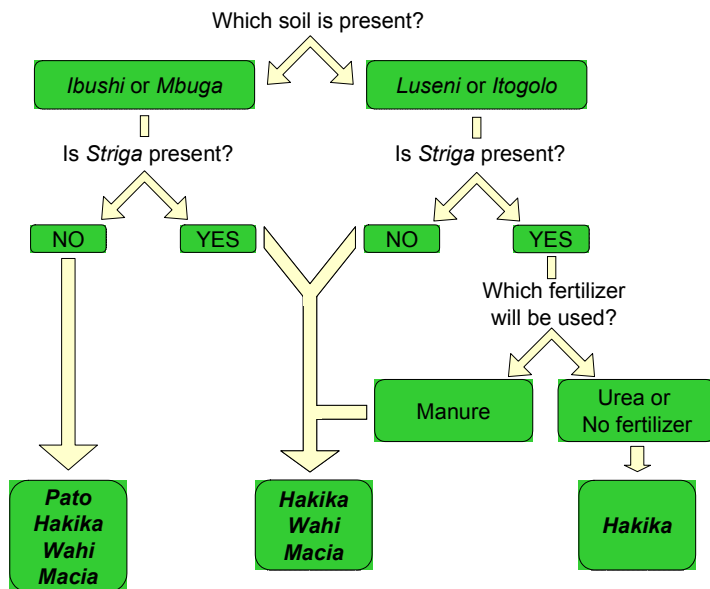 Which soil is present?
Ibushi or Mbuga
Luseni or Itogolo
Is Striga present?
Is Striga present?
NO
YES
NO
YES
Which fertilizer
will be used?
Manure
Urea or
No fertilizer
Pato
Hakika
Wahi
Macia
Hakika
Wahi
Macia
Hakika